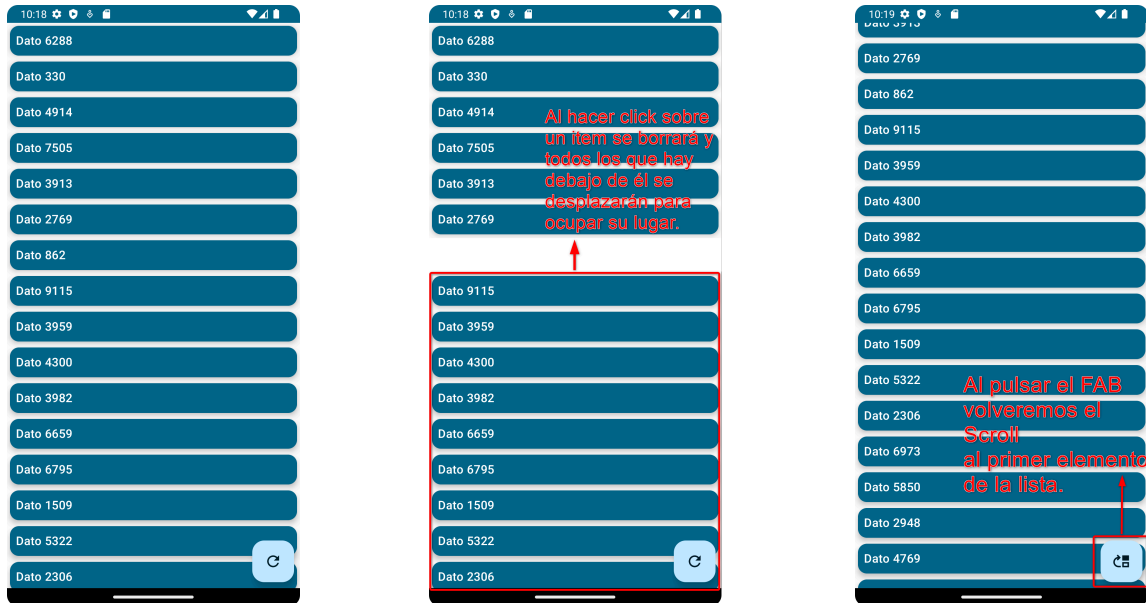 10:18
Dato 6288
Dato 330
Dato 4914
Dato 7505
Dato 3913
Dato 2769
Dato 862
Dato 9115
Dato 3959
Dato 4300
Dato 3982
Dato 6659
Dato 6795
Dato 1509
Dato 5322
Dato 2306
10:18
Dato 6288
Dato 330
Dato 4914
Dato 7505
Dato 3913
Dato 2769
Al hacer click sobre
un item se borrará y
todos los que hay
debajo de él se
desplazarán para
ocupar su lugar.
Dato 9115
Dato 3959
Dato 4300
Dato 3982
Dato 6659
Dato 6795
Dato 1509
Dato 5322
Dato 2306
10:19
Dato 3913
Dato 2769
Dato 862
Dato 9115
Dato 3959
Dato 4300
Dato 3982
Dato 6659
Dato 6795
Dato 1509
Dato 5322
Dato 2306
Dato 6973
Dato 5850
Dato 2948
Dato 4769
Al pulsar el FAB
volveremos el
Scroll
al primer elemento
de la lista.